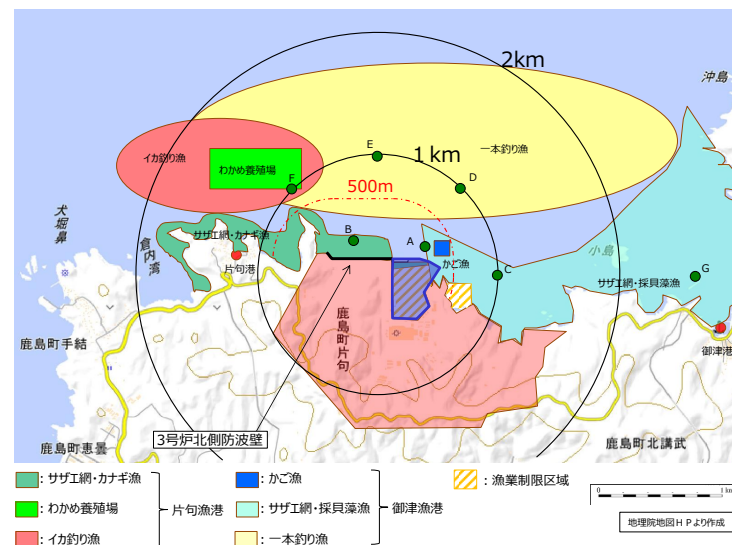 2km
沖島
E
イカ釣り漁
1km
一本釣り漁
わかめ養殖場
F
500m
D
犬堀鼻
サザエ網・カナギ漁
B
A
倉内湾
小島
片句港
かご漁
C
G
サザエ網・採貝藻漁
鹿島町手結
鹿島町片句
御津港
3号炉北側防波壁
鹿島町恵曇
鹿島町北講武
:サザエ網・カナギ漁
:かご漁
:漁業制限区域
:わかめ養殖場
片句漁港
:サザエ網・採貝藻漁
御津漁港
0
1km
:イカ釣り漁
:一本釣り漁
地理院地図HPより作成